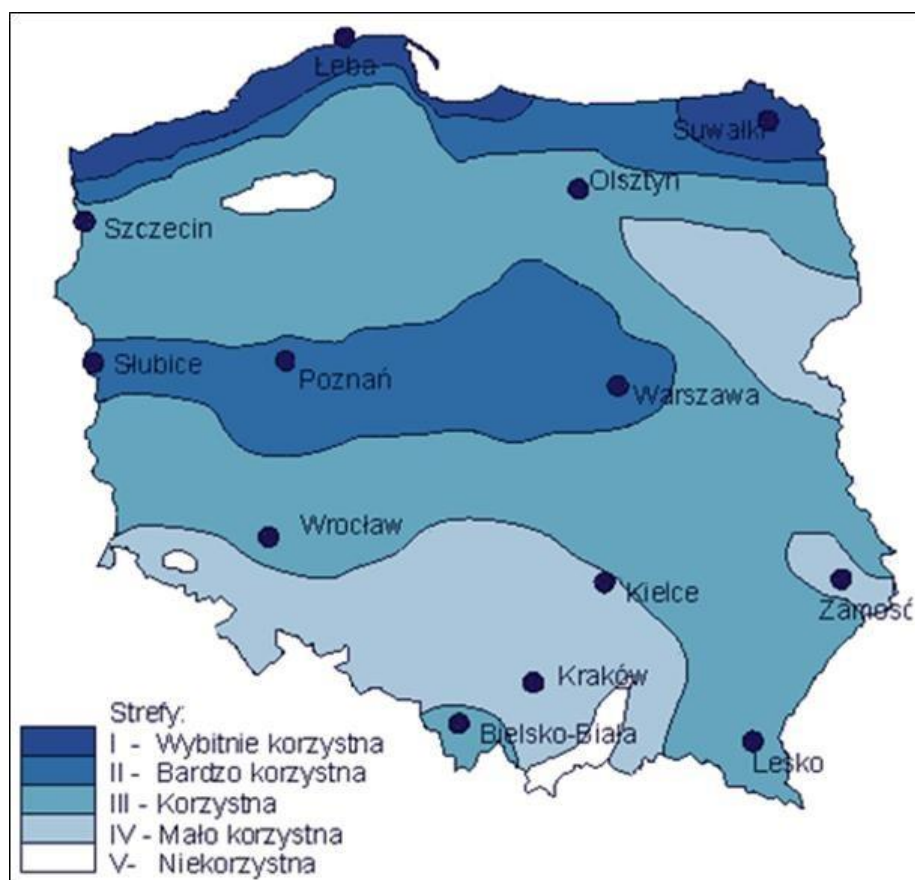 Łeba
Suwałki
Olsztyn
Szczecin
Słubice
Poznań
Warszawa
Wrocław
Kielce
Zamość
Kraków
Bielsko-Biała
Lesko
Strefy:
I - Wybitnie korzystna
II - Bardzo korzystna
III - Korzystna
IV - Mało korzystna
V- Niekorzystna